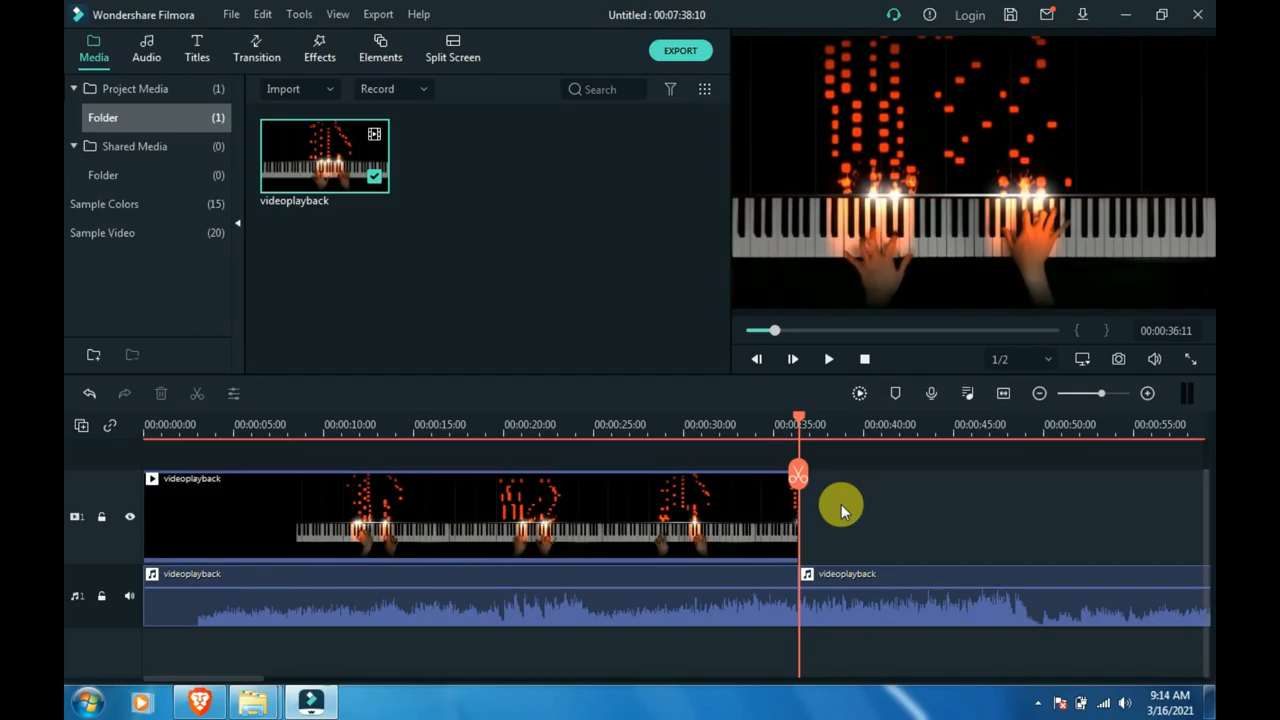 Wondershare Filmora File Edit Tools View Export Help Untitled : 00:07:38:10 Login
Media Audio Titles Transition Effects Elements Split Screen EXPORT
Project Media (1) Import Record Search
Folder (1)
Shared Media (0)
Folder (0)
Sample Colors (15)
Sample Video (20)
videoplayback
00:00:36:11
1/2
00:00:00:00 00:00:05:00 00:00:10:00 00:00:15:00 00:00:20:00 00:00:25:00 00:00:30:00 00:00:35:00 00:00:40:00 00:00:45:00 00:00:50:00 00:00:55:00
videoplayback
1
videoplayback videoplayback
1
9:14 AM
3/16/2021